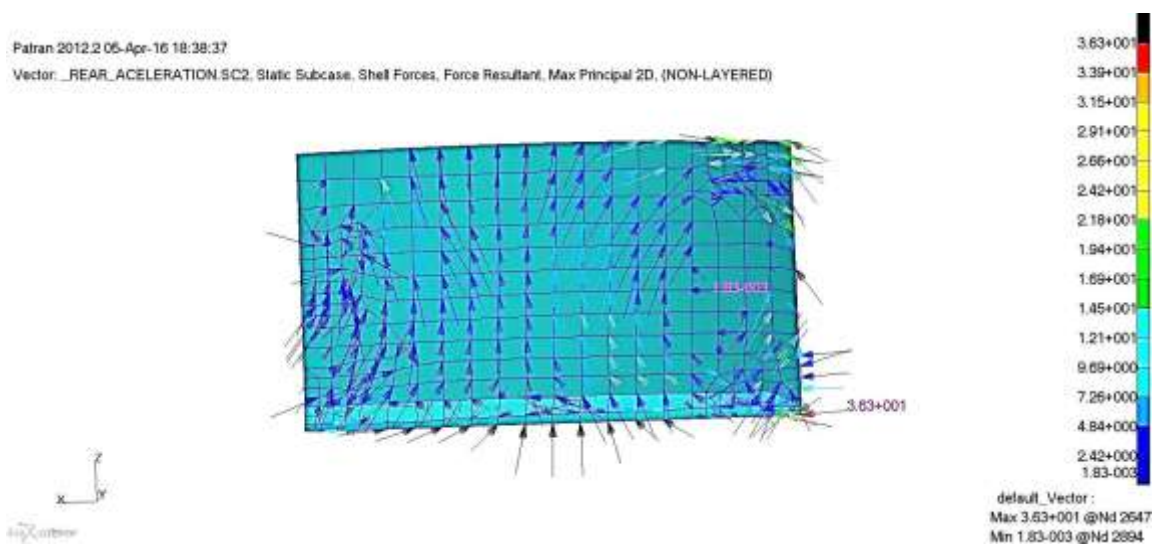 Patran 2012.2 05-Apr-16 18:38:37
Vector: _REAR_ACELERATION.SC2, Static Subcase, Shell Forces, Force Resultant, Max Principal 2D, (NON-LAYERED)
3.63+001
3.39+001
3.15+001
2.91+001
2.66+001
2.42+001
2.18+001
1.94+001
1.69+001
1.45+001
1.21+001
9.69+000
7.26+000
4.84+000
2.42+000
1.83-003
1.83-003
3.63+001
Z
X
Y
default_Vector :
Max 3.63+001 @Nd 2647
Min 1.83-003 @Nd 2894